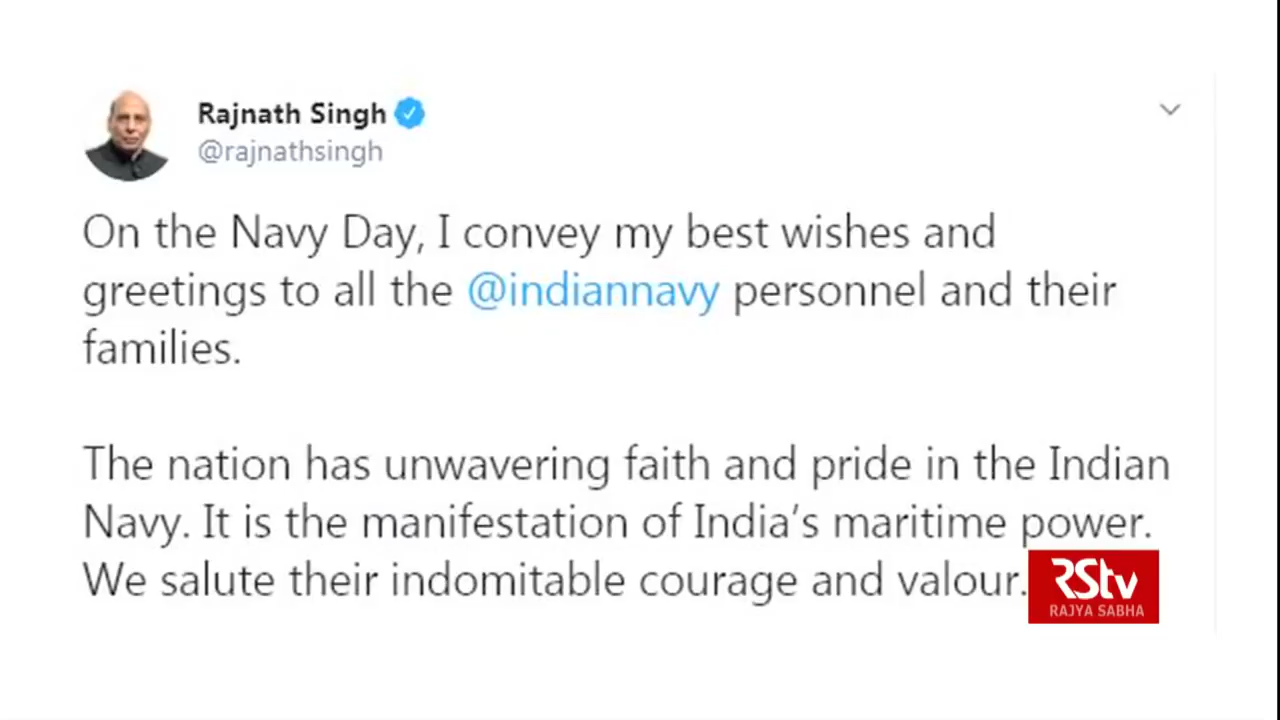 Rajnath Singh
@rajnathsingh
On the Navy Day, I convey my best wishes and
greetings to all the @indiannavy personnel and their
families.
The nation has unwavering faith and pride in the Indian
Navy. It is the manifestation of India's maritime power.
We salute their indomitable courage and valour.
RStv
RAJYA SABHA